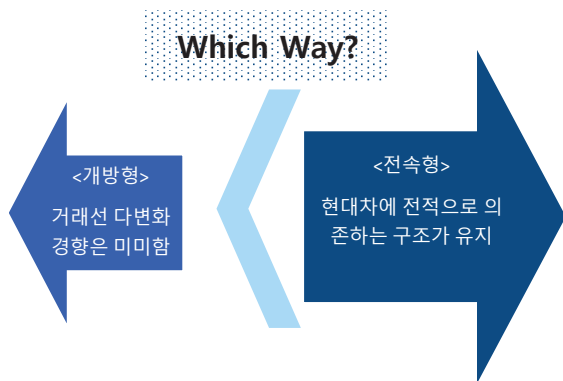 Which Way?
<개방형>
거래선 다변화
경향은 미미함
<전속형>
현대차에 전적으로 의
존하는 구조가 유지